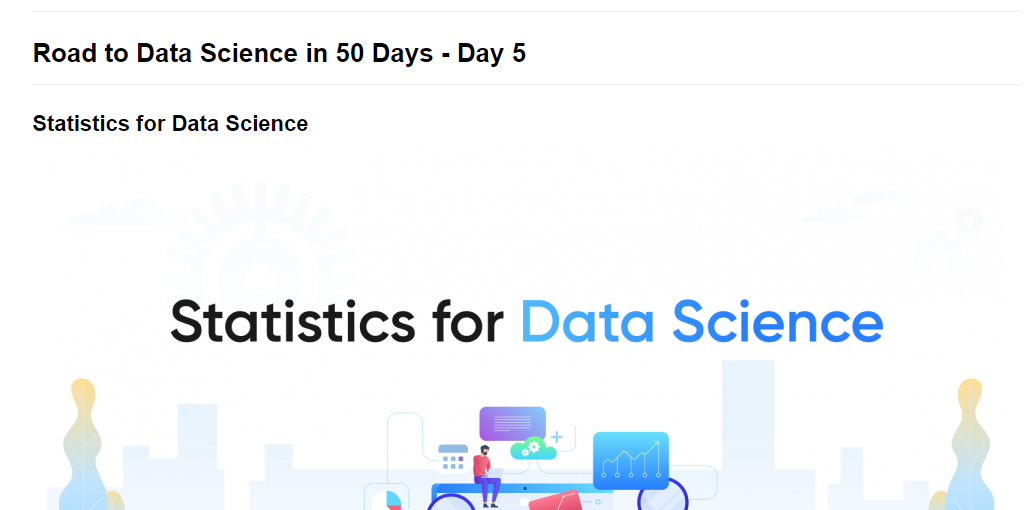 Road to Data Science in 50 Days - Day 5
Statistics for Data Science
Statistics for Data Science